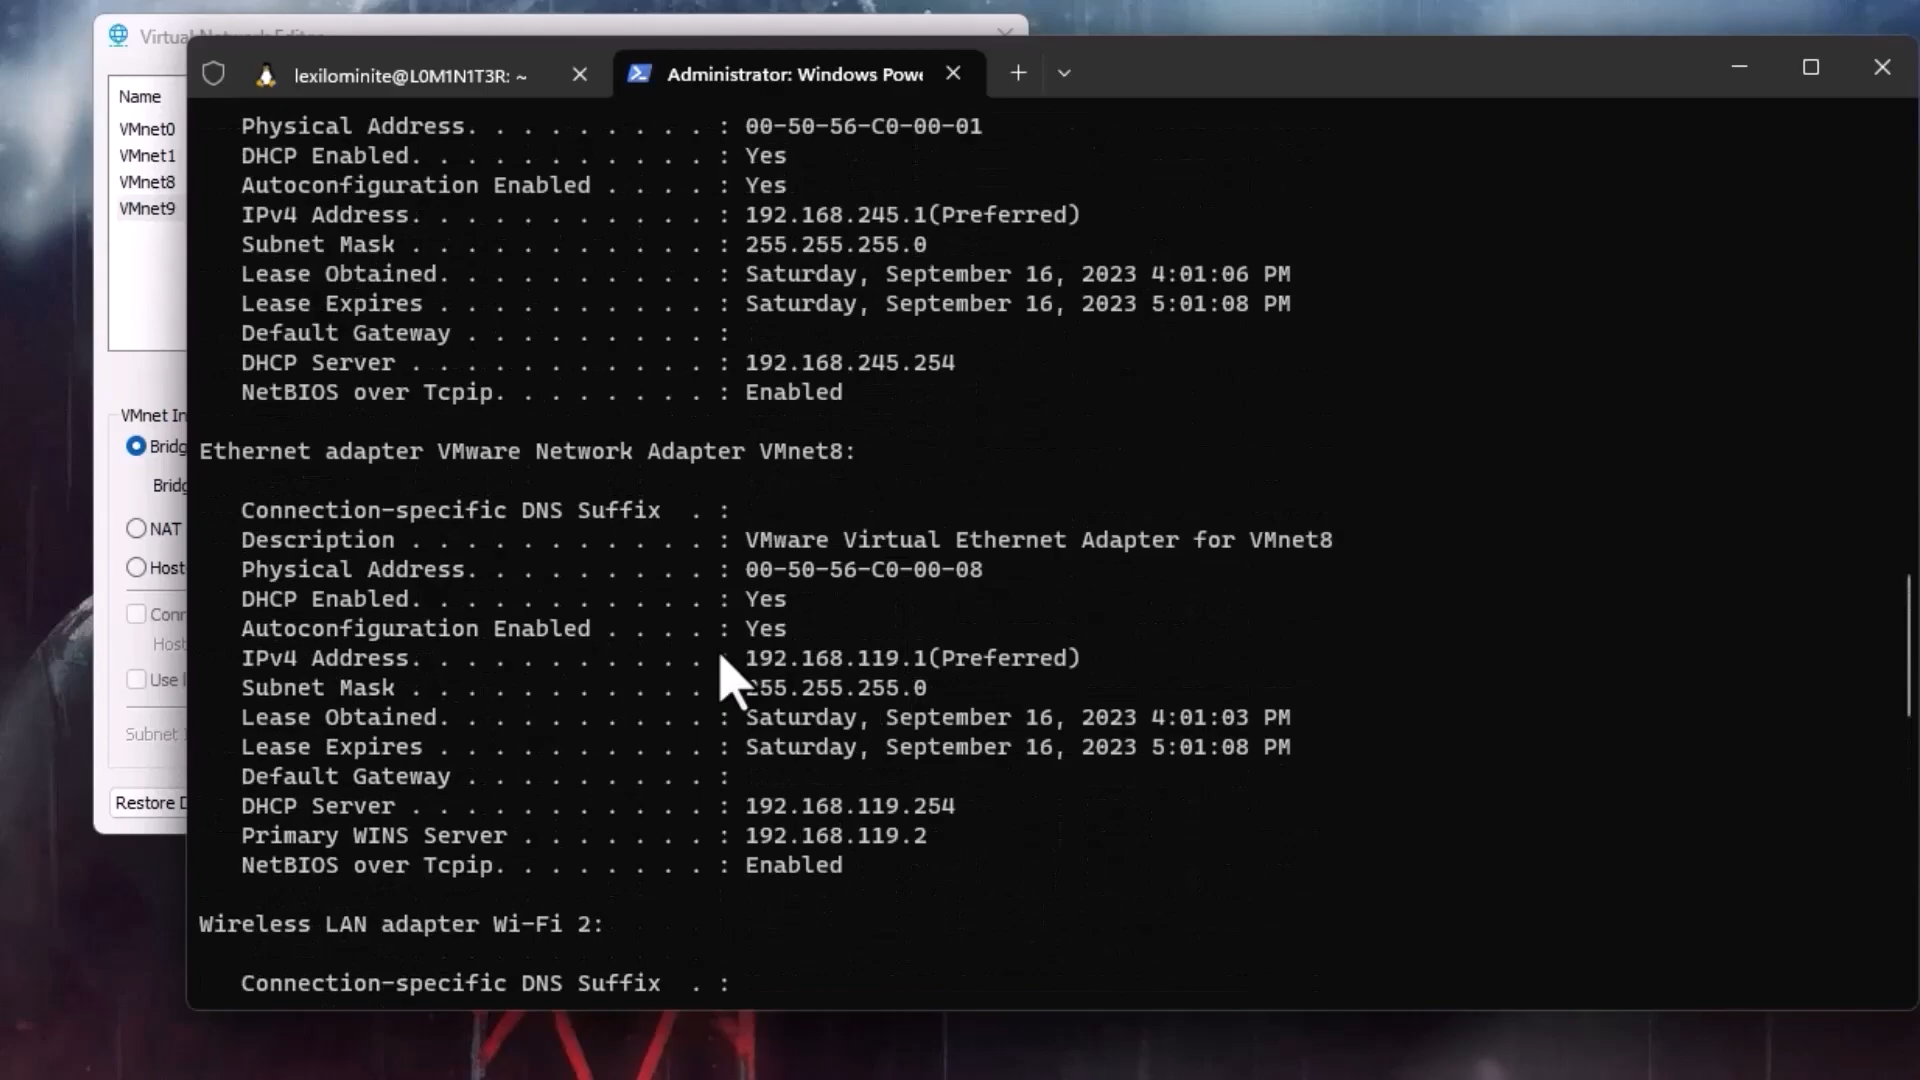 Virtual Network Editor
lexilominite@L0M1N1T3R: ~
Administrator: Windows Powe
Name
VMnet0
VMnet1
VMnet8
VMnet9
VMnet In
Bridg
Bridg
NAT
Host
Conn
Host
Use l
Subnet I
Restore D
Physical Address. . . . . . . . . : 00-50-56-C0-00-01
DHCP Enabled. . . . . . . . . . . : Yes
Autoconfiguration Enabled . . . . : Yes
IPv4 Address. . . . . . . . . . . : 192.168.245.1(Preferred)
Subnet Mask . . . . . . . . . . . : 255.255.255.0
Lease Obtained. . . . . . . . . . : Saturday, September 16, 2023 4:01:06 PM
Lease Expires . . . . . . . . . . : Saturday, September 16, 2023 5:01:08 PM
Default Gateway . . . . . . . . . :
DHCP Server . . . . . . . . . . . : 192.168.245.254
NetBIOS over Tcpip. . . . . . . . : Enabled
Ethernet adapter VMware Network Adapter VMnet8:
Connection-specific DNS Suffix . :
Description . . . . . . . . . . . : VMware Virtual Ethernet Adapter for VMnet8
Physical Address. . . . . . . . . : 00-50-56-C0-00-08
DHCP Enabled. . . . . . . . . . . : Yes
Autoconfiguration Enabled . . . . : Yes
IPv4 Address. . . . . . . . . . . 192.168.119.1(Preferred)
Subnet Mask . . . . . . . . . . . 255.255.255.0
Lease Obtained. . . . . . . . . . : Saturday, September 16, 2023 4:01:03 PM
Lease Expires . . . . . . . . . . : Saturday, September 16, 2023 5:01:08 PM
Default Gateway . . . . . . . . . :
DHCP Server . . . . . . . . . . . : 192.168.119.254
Primary WINS Server . . . . . . . : 192.168.119.2
NetBIOS over Tcpip. . . . . . . . : Enabled
Wireless LAN adapter Wi-Fi 2:
Connection-specific DNS Suffix . :